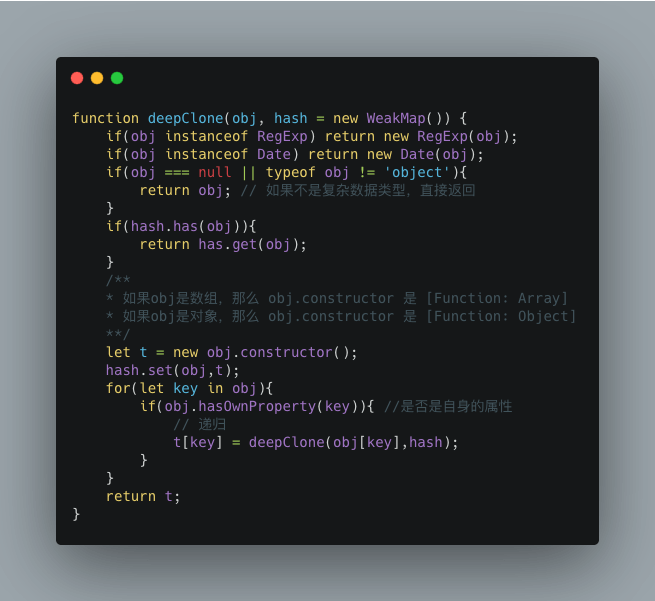 function deepClone(obj, hash = new WeakMap()) {
    if(obj instanceof RegExp) return new RegExp(obj);
    if(obj instanceof Date) return new Date(obj);
    if(obj === null || typeof obj != 'object'){
        return obj; // 如果不是复杂数据类型，直接返回
    }
    if(hash.has(obj)){
        return has.get(obj);
    }
    /**
    * 如果obj是数组，那么 obj.constructor 是 [Function: Array]
    * 如果obj是对象，那么 obj.constructor 是 [Function: Object]
    **/
    let t = new obj.constructor();
    hash.set(obj,t);
    for(let key in obj){
        if(obj.hasOwnProperty(key)){ //是否是自身的属性
            // 递归
            t[key] = deepClone(obj[key],hash);
        }
    }
    return t;
}